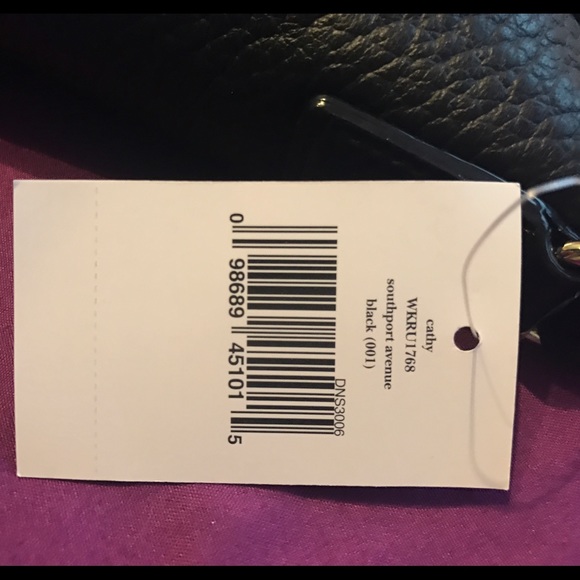 cathy
WKRU1768
southport avenue
black (001)
DNS3006
0 98689 45101 5